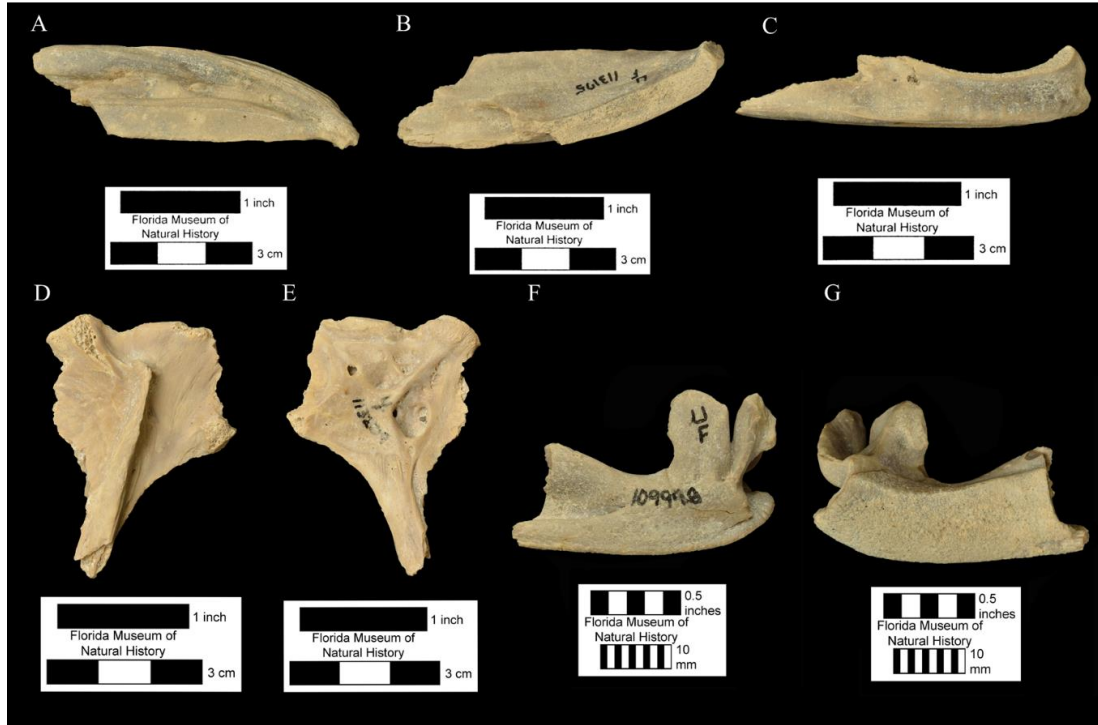 A
B
C
UF
113175
1 inch
Florida Museum of
Natural History
3 cm
1 inch
Florida Museum of
Natural History
3 cm
1 inch
Florida Museum of
Natural History
3 cm
D
E
F
G
UF
109978
1 inch
Florida Museum of
Natural History
3 cm
1 inch
Florida Museum of
Natural History
3 cm
0.5
inches
Florida Museum of
Natural History
10
mm
0.5
inches
Florida Museum of
Natural History
10
mm